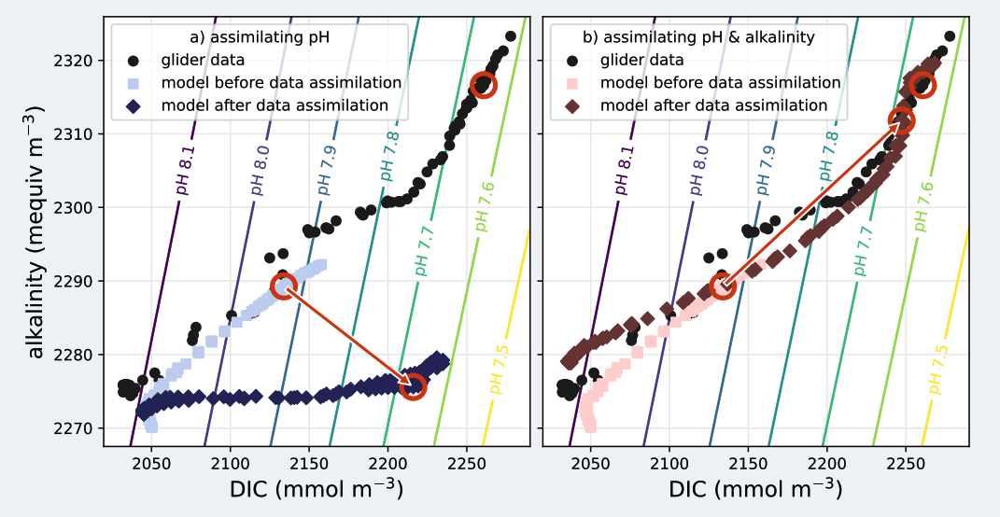 a) assimilating pH
glider data
model before data assimilation
model after data assimilation
b) assimilating pH & alkalinity
glider data
model before data assimilation
model after data assimilation
alkalinity (mequiv m⁻³)
2320
2310
2300
2290
2280
2270
pH 8.1
pH 8.0
pH 7.9
pH 7.8
pH 7.7
pH 7.6
pH 7.5
pH 8.1
pH 8.0
pH 7.9
pH 7.8
pH 7.7
pH 7.6
pH 7.5
2050 2100 2150 2200 2250
2050 2100 2150 2200 2250
DIC (mmol m⁻³)
DIC (mmol m⁻³)